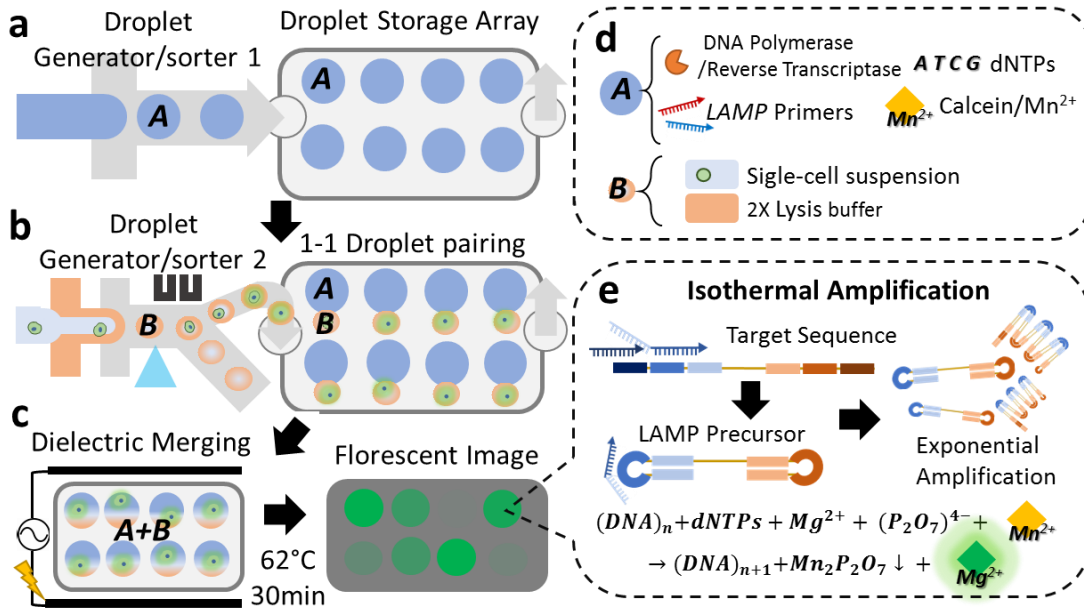 a
Droplet
Generator/sorter 1
A
Droplet Storage Array
A
b
Droplet
Generator/sorter 2
B
1-1 Droplet pairing
A
B
c
Dielectric Merging
A+B
62°C
30min
Florescent Image
d
A
DNA Polymerase
/Reverse Transcriptase
A T C G dNTPs
LAMP Primers
Mn2+ Calcein/Mn2+
B
Sigle-cell suspension
2X Lysis buffer
e
Isothermal Amplification
Target Sequence
LAMP Precursor
Exponential
Amplification
(DNA)n+dNTPs + Mg2+ + (P2O7)4− + Mn2+
→ (DNA)n+1+Mn2P2O7 ↓ + Mg2+